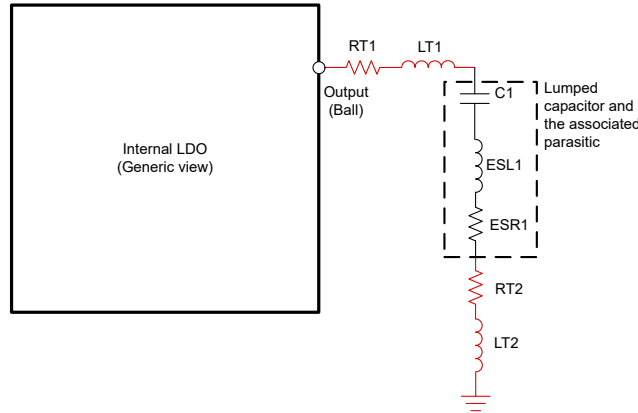 RT1
LT1
Output
(Ball)
C1
Lumped
capacitor and
the associated
parasitic
Internal LDO
(Generic view)
ESL1
ESR1
RT2
LT2